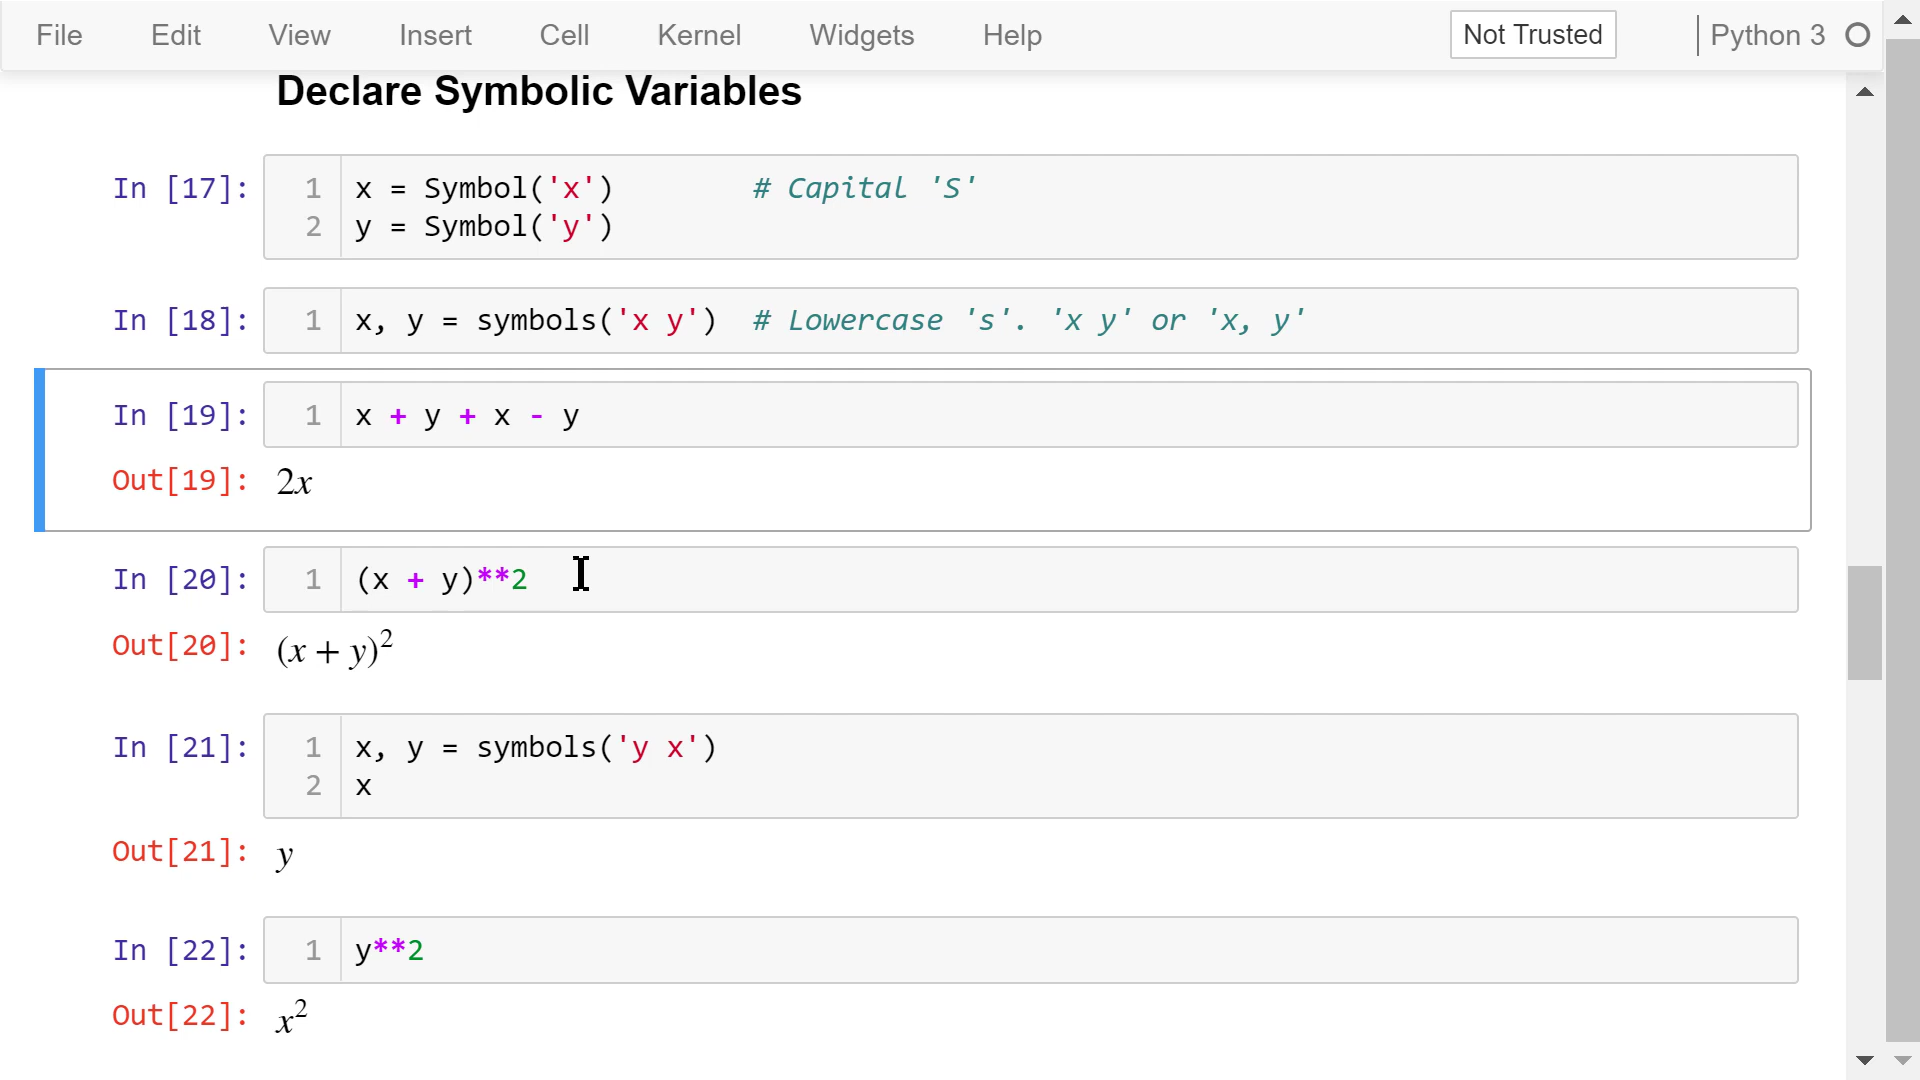 File Edit View Insert Cell Kernel Widgets Help Not Trusted Python 3
Declare Symbolic Variables
In [17]: 1 x = Symbol('x') # Capital 'S'
2 y = Symbol('y')
In [18]: 1 x, y = symbols('x y') # Lowercase 's'. 'x y' or 'x, y'
In [19]: 1 x + y + x - y
Out[19]: 2x
In [20]: 1 (x + y)**2
Out[20]: (x + y)²
In [21]: 1 x, y = symbols('y x')
2 x
Out[21]: y
In [22]: 1 y**2
Out[22]: x²